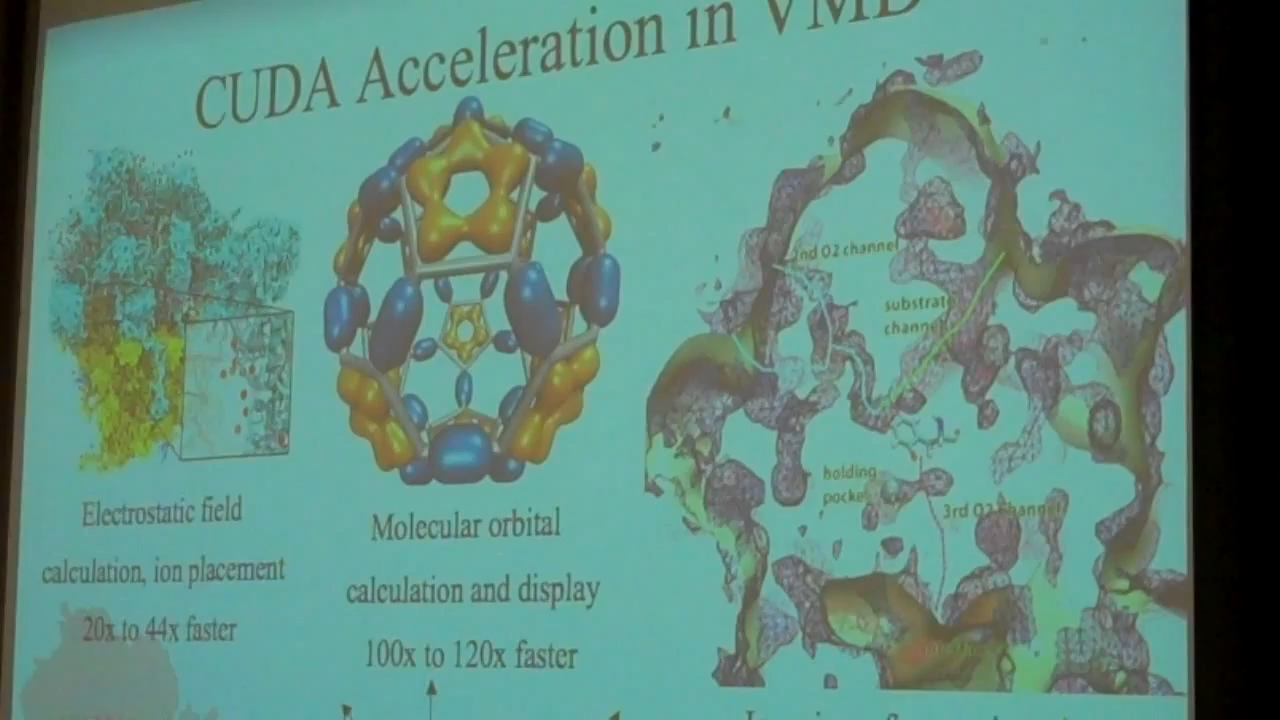 CUDA Acceleration in VMD
2nd O2 channel
substrate
channel
holding
pocket
3rd O2 channel
Electrostatic field
calculation, ion placement
20x to 44x faster
Molecular orbital
calculation and display
100x to 120x faster